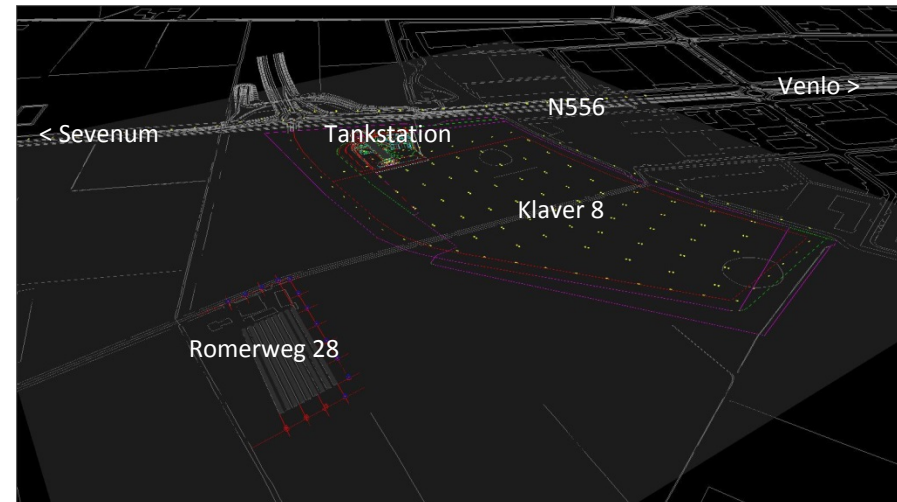 Venlo >
N556
< Sevenum
Tankstation
Klaver 8
Romerweg 28